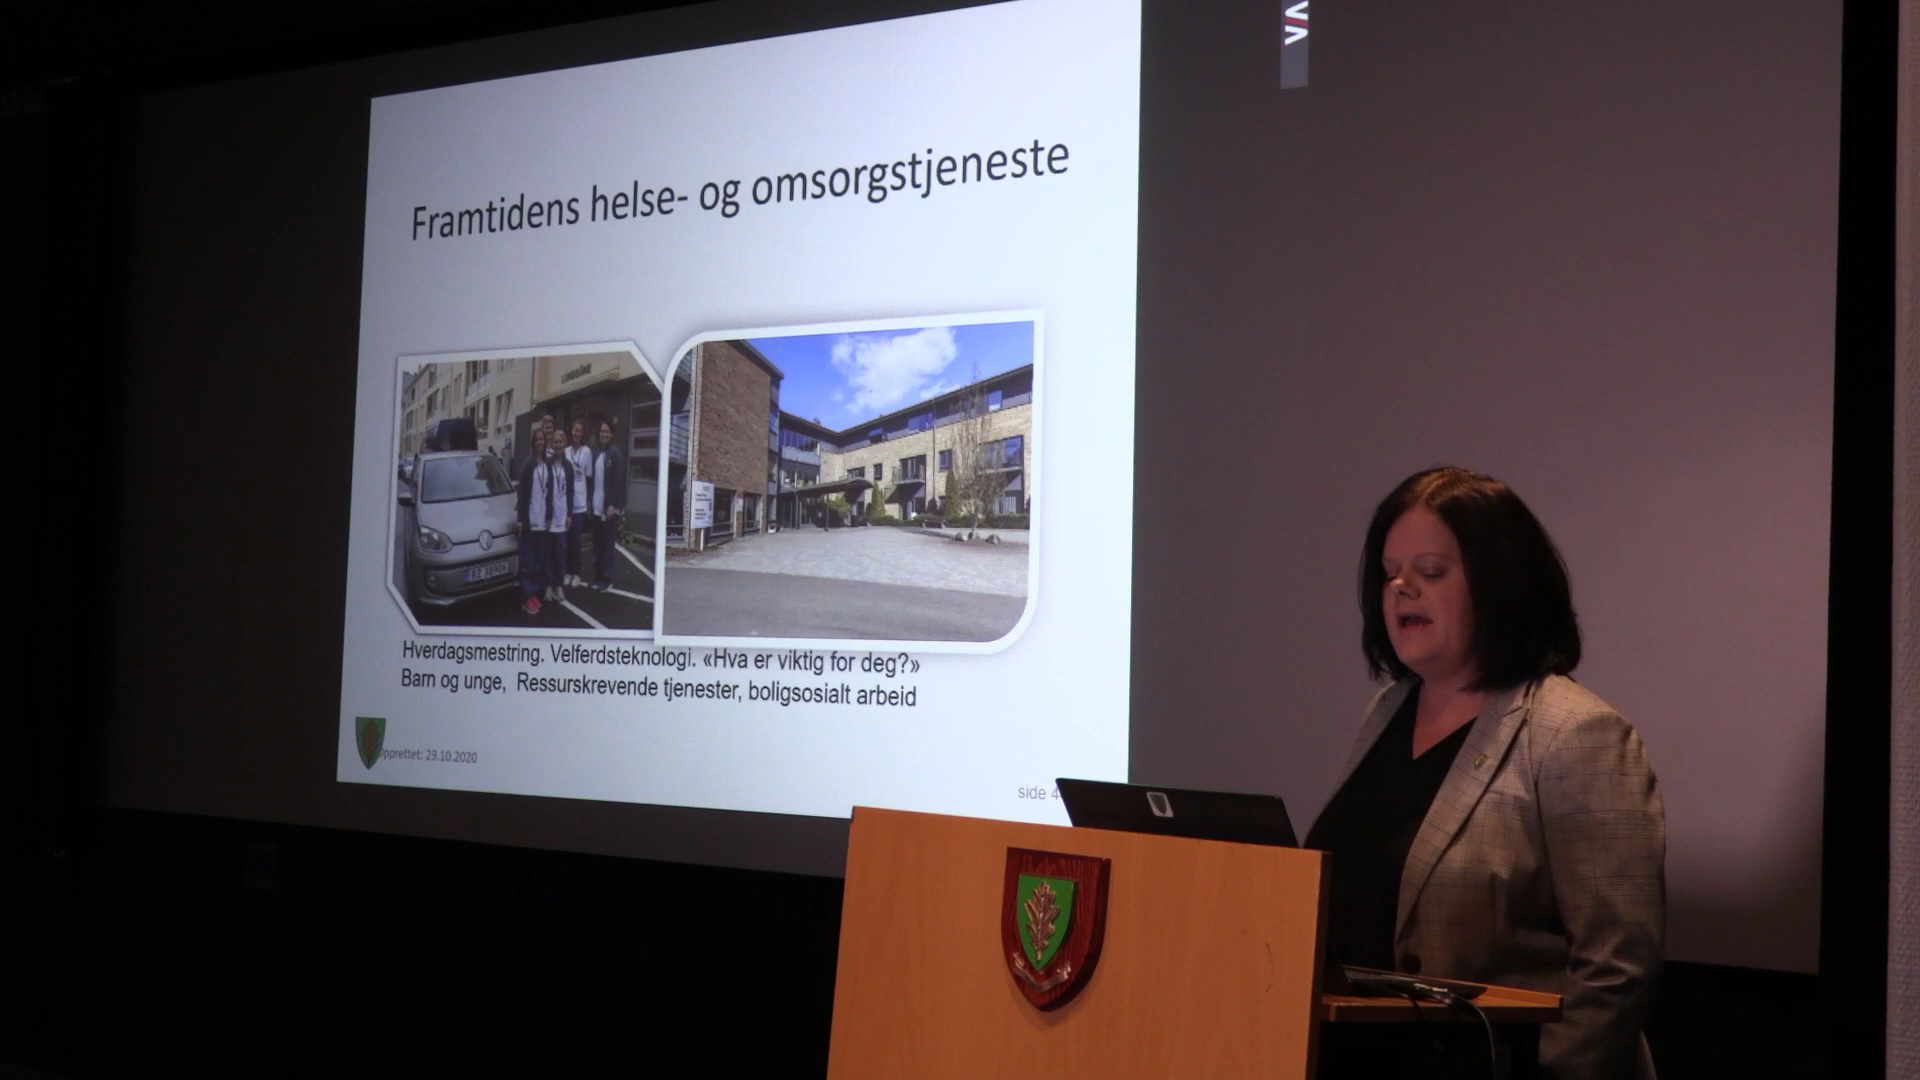 Framtidens helse- og omsorgstjeneste
Hverdagsmestring. Velferdsteknologi. «Hva er viktig for deg?»
Barn og unge, Ressurskrevende tjenester, boligsosialt arbeid
Opprettet: 29.10.2020
side 4